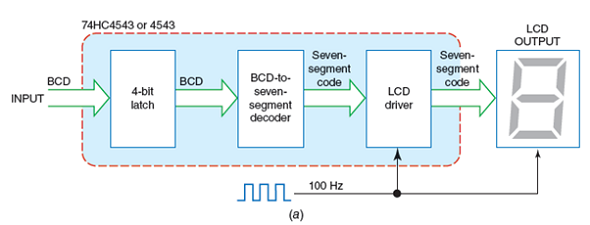 74HC4543 or 4543
LCD
OUTPUT
BCD
INPUT
4-bit
latch
BCD
BCD-to-
seven-
segment
decoder
Seven-
segment
code
LCD
driver
Seven-
segment
code
100 Hz
(a)